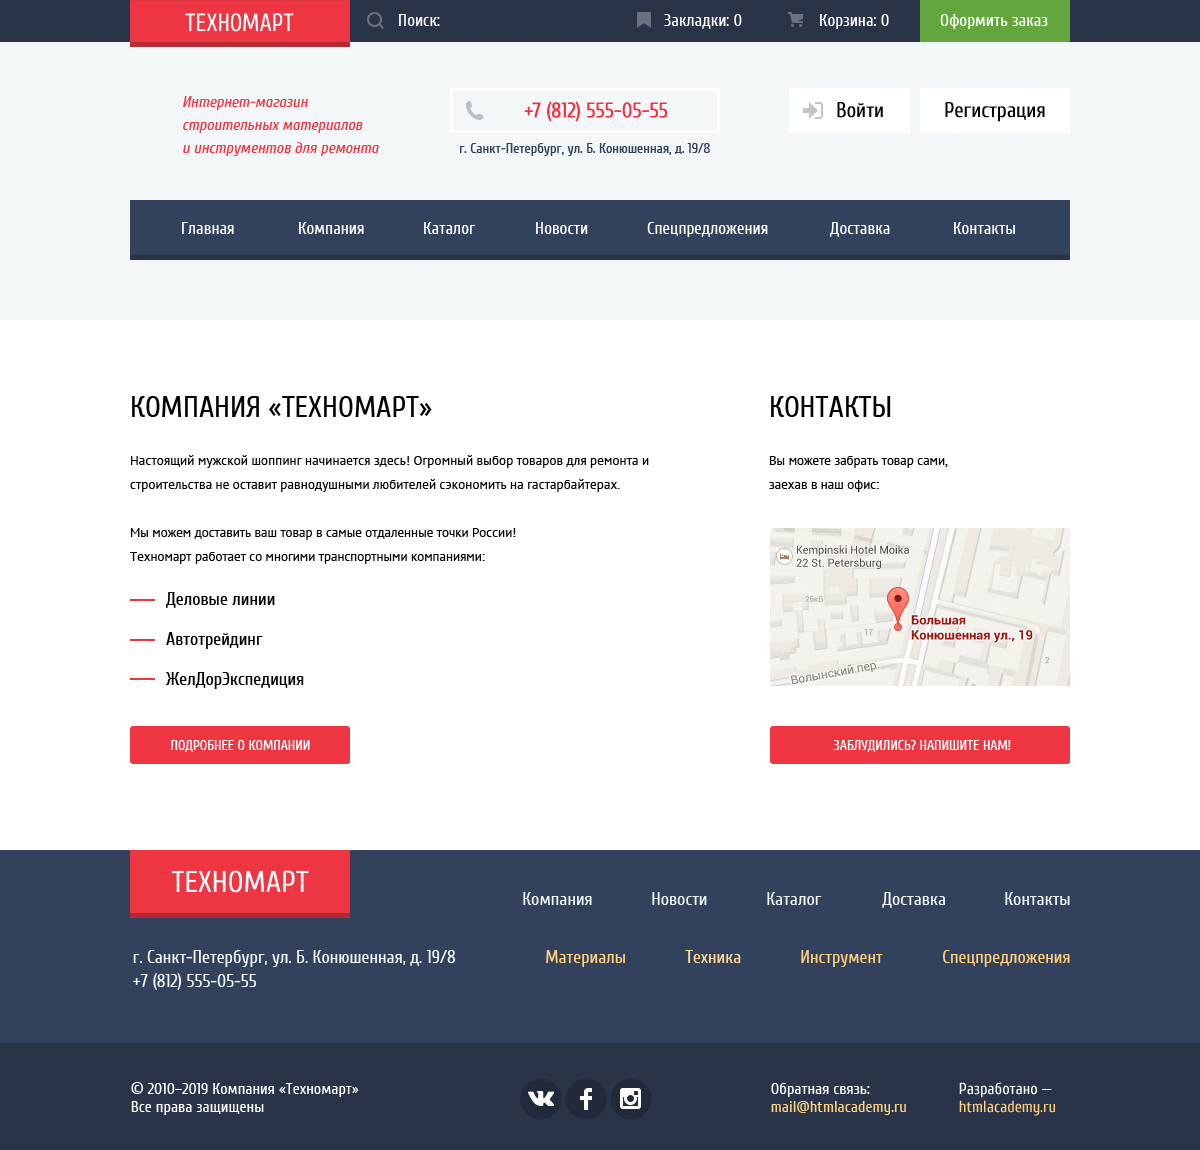 ТЕХНОМАРТ
Поиск:
Закладки: 0
Корзина: 0
Оформить заказ
Интернет-магазин
строительных материалов
и инструментов для ремонта
+7 (812) 555-05-55
г. Санкт-Петербург, ул. Б. Конюшенная, д. 19/8
Войти
Регистрация
Главная
Компания
Каталог
Новости
Спецпредложения
Доставка
Контакты
КОМПАНИЯ «ТЕХНОМАРТ»
Настоящий мужской шоппинг начинается здесь! Огромный выбор товаров для ремонта и
строительства не оставит равнодушными любителей сэкономить на гастарбайтерах.
Мы можем доставить ваш товар в самые отдаленные точки России!
Техномарт работает со многими транспортными компаниями:
Деловые линии
Автотрейдинг
ЖелДорЭкспедиция
ПОДРОБНЕЕ О КОМПАНИИ
КОНТАКТЫ
Вы можете забрать товар сами,
заехав в наш офис:
Kempinski Hotel Moika
22 St. Petersburg
26кБ
Большая
Конюшенная ул., 19
17
2
Волынский пер.
ЗАБЛУДИЛИСЬ? НАПИШИТЕ НАМ!
ТЕХНОМАРТ
Компания
Новости
Каталог
Доставка
Контакты
г. Санкт-Петербург, ул. Б. Конюшенная, д. 19/8
+7 (812) 555-05-55
Материалы
Техника
Инструмент
Спецпредложения
© 2010–2019 Компания «Техномарт»
Все права защищены
Обратная связь:
mail@htmlacademy.ru
Разработано —
htmlacademy.ru